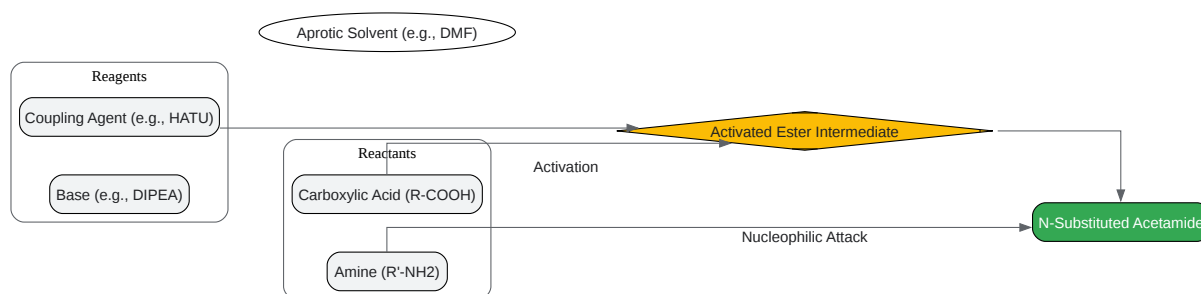 Aprotic Solvent (e.g., DMF)
Reagents
Coupling Agent (e.g., HATU)
Base (e.g., DIPEA)
Reactants
Carboxylic Acid (R-COOH)
Amine (R'-NH2)
Activated Ester Intermediate
Activation
Nucleophilic Attack
N-Substituted Acetamide